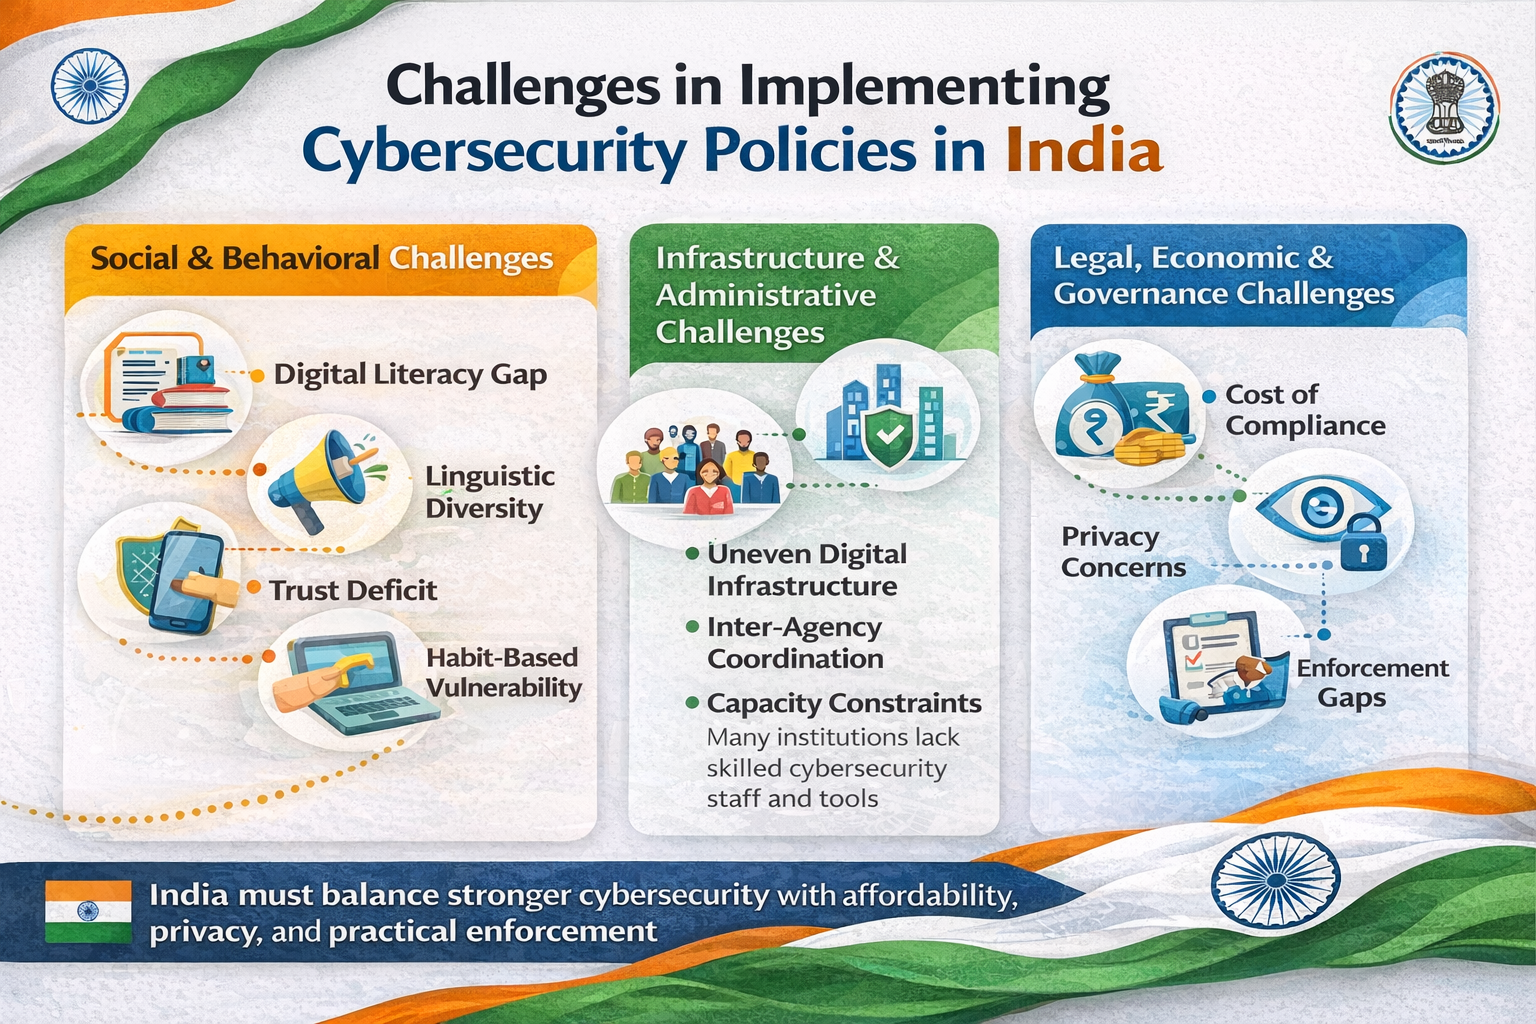 Challenges in Implementing
Cybersecurity Policies in India
Social & Behavioral Challenges
Digital Literacy Gap
Linguistic
Diversity
Trust Deficit
Habit-Based
Vulnerability
Infrastructure &
Administrative
Challenges
Uneven Digital
Infrastructure
Inter-Agency
Coordination
Capacity Constraints
Many institutions lack
skilled cybersecurity
staff and tools
Legal, Economic &
Governance Challenges
₹
Cost of
Compliance
Privacy
Concerns
Enforcement
Gaps
India must balance stronger cybersecurity with affordability,
privacy, and practical enforcement